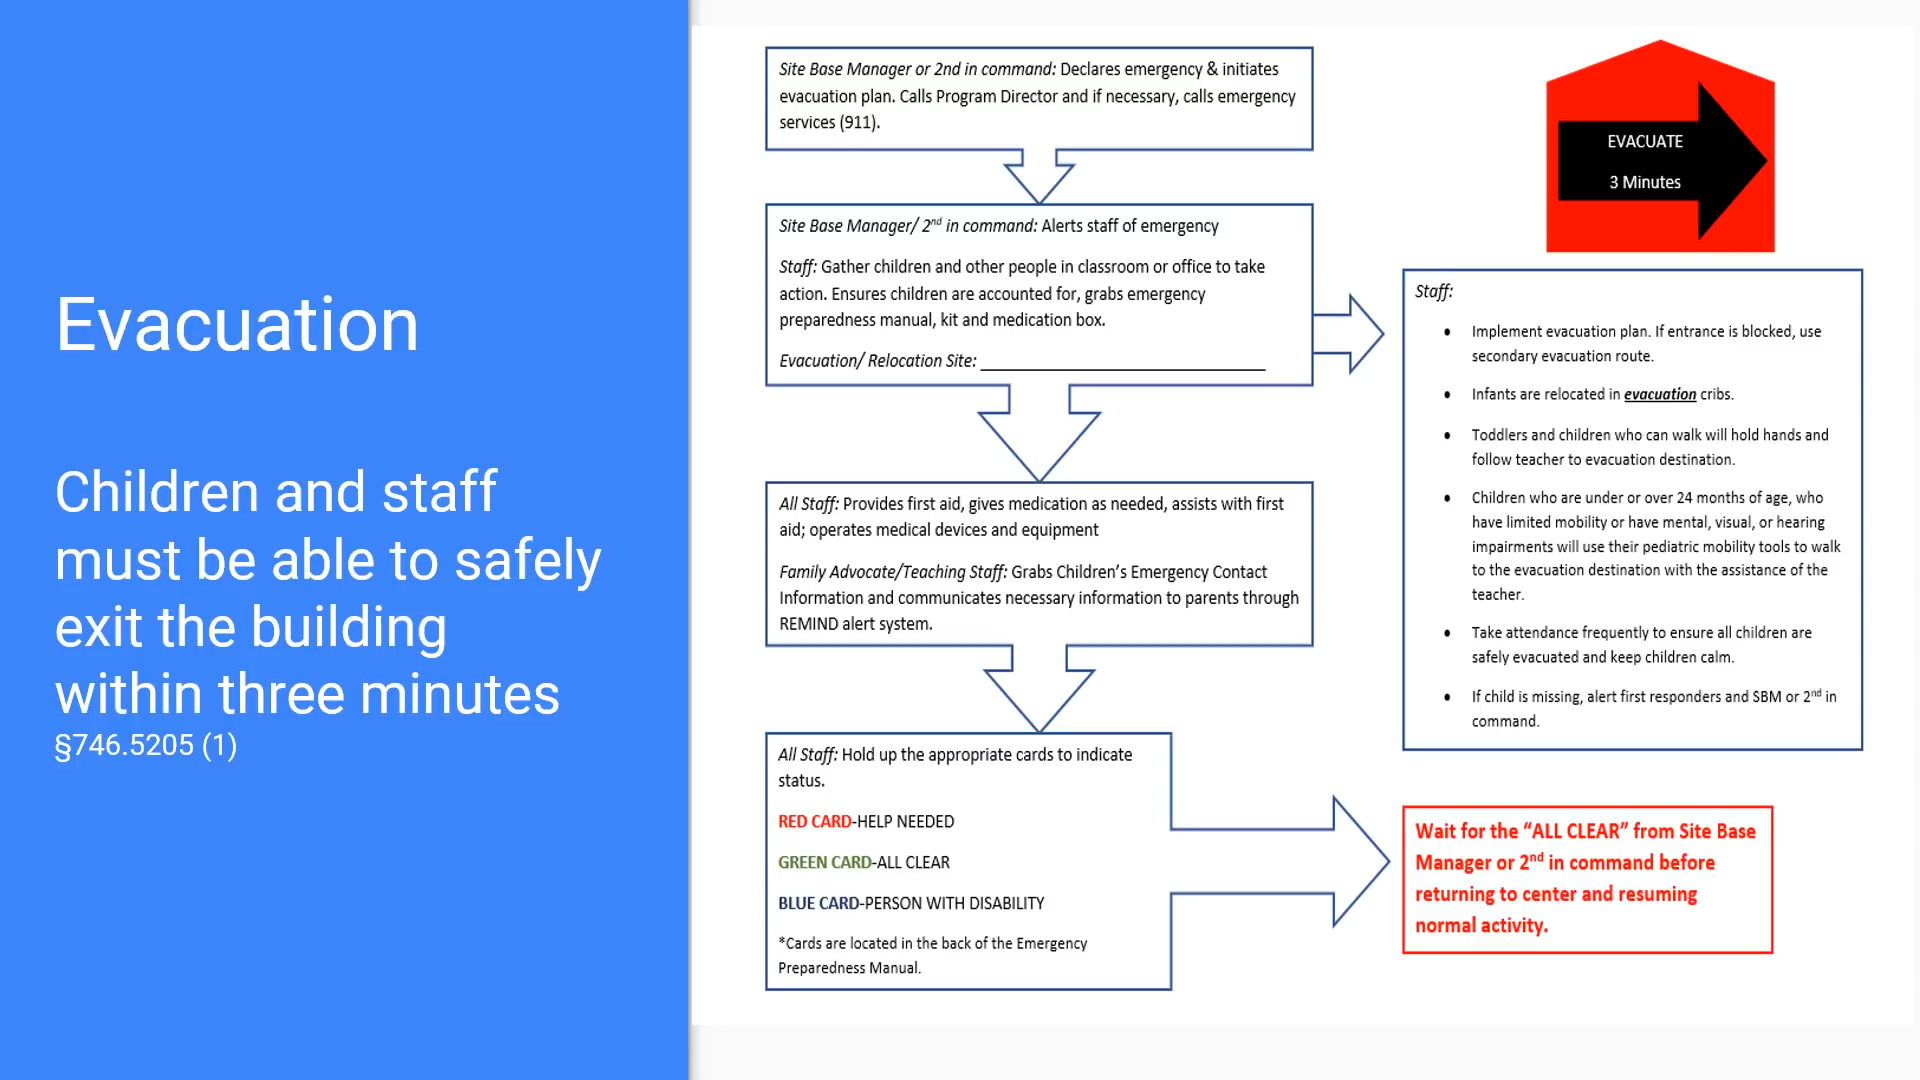 Evacuation
Children and staff
must be able to safely
exit the building
within three minutes
§746.5205 (1)
Site Base Manager or 2nd in command: Declares emergency & initiates
evacuation plan. Calls Program Director and if necessary, calls emergency
services (911).
Site Base Manager/ 2nd in command: Alerts staff of emergency
Staff: Gather children and other people in classroom or office to take
action. Ensures children are accounted for, grabs emergency
preparedness manual, kit and medication box.
Evacuation/ Relocation Site: ______________________________
All Staff: Provides first aid, gives medication as needed, assists with first
aid; operates medical devices and equipment
Family Advocate/Teaching Staff: Grabs Children’s Emergency Contact
Information and communicates necessary information to parents through
REMIND alert system.
All Staff: Hold up the appropriate cards to indicate
status.
RED CARD-HELP NEEDED
GREEN CARD-ALL CLEAR
BLUE CARD-PERSON WITH DISABILITY
*Cards are located in the back of the Emergency
Preparedness Manual.
EVACUATE
3 Minutes
Staff:
• Implement evacuation plan. If entrance is blocked, use
secondary evacuation route.
• Infants are relocated in evacuation cribs.
• Toddlers and children who can walk will hold hands and
follow teacher to evacuation destination.
• Children who are under or over 24 months of age, who
have limited mobility or have mental, visual, or hearing
impairments will use their pediatric mobility tools to walk
to the evacuation destination with the assistance of the
teacher.
• Take attendance frequently to ensure all children are
safely evacuated and keep children calm.
• If child is missing, alert first responders and SBM or 2nd in
command.
Wait for the “ALL CLEAR” from Site Base
Manager or 2nd in command before
returning to center and resuming
normal activity.